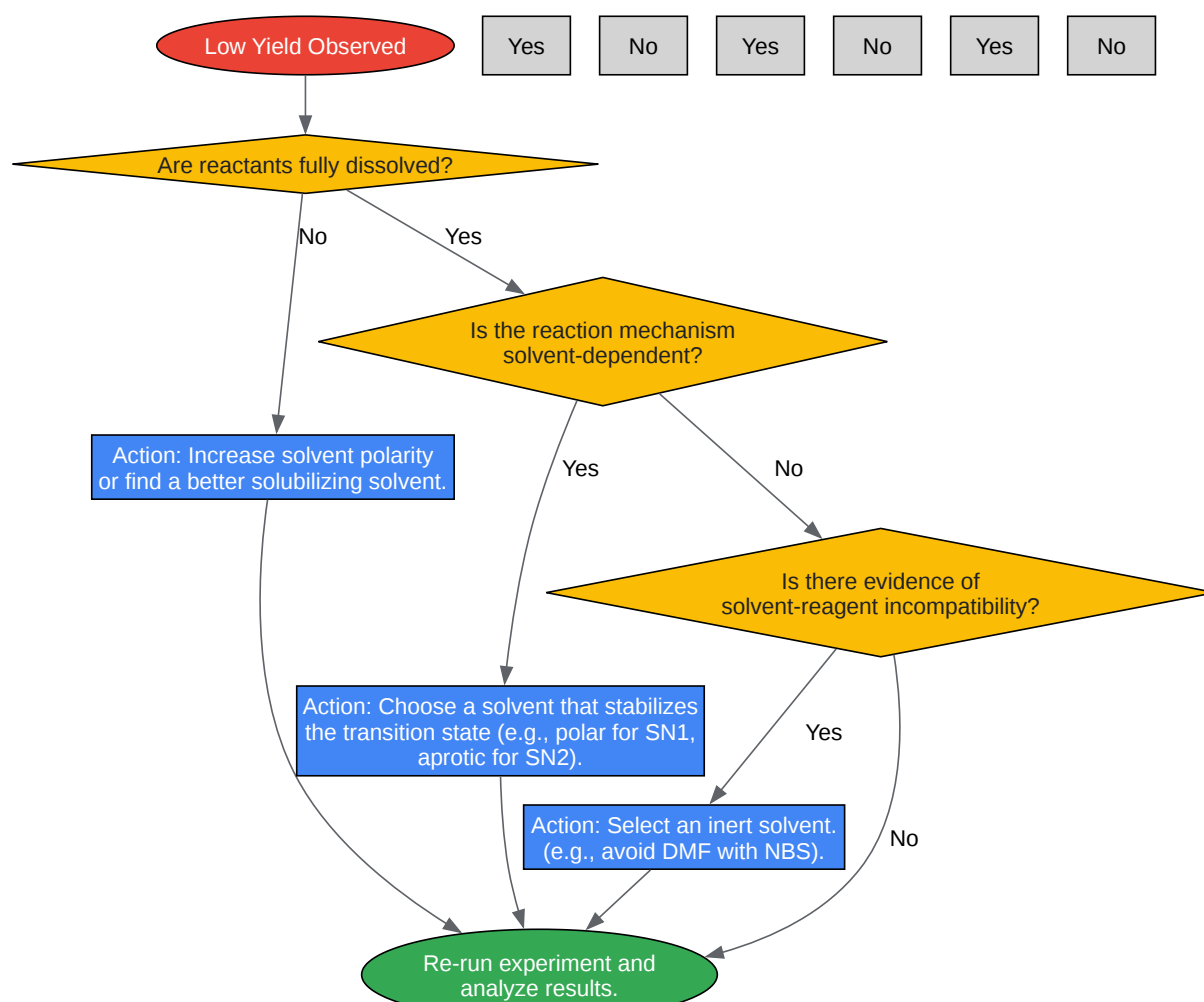 Low Yield Observed
Yes
No
Yes
No
Yes
No
Are reactants fully dissolved?
No
Yes
Is the reaction mechanism
solvent-dependent?
Action: Increase solvent polarity
or find a better solubilizing solvent.
Yes
No
Is there evidence of
solvent-reagent incompatibility?
Action: Choose a solvent that stabilizes
the transition state (e.g., polar for SN1,
aprotic for SN2).
Yes
Action: Select an inert solvent.
(e.g., avoid DMF with NBS).
No
Re-run experiment and
analyze results.